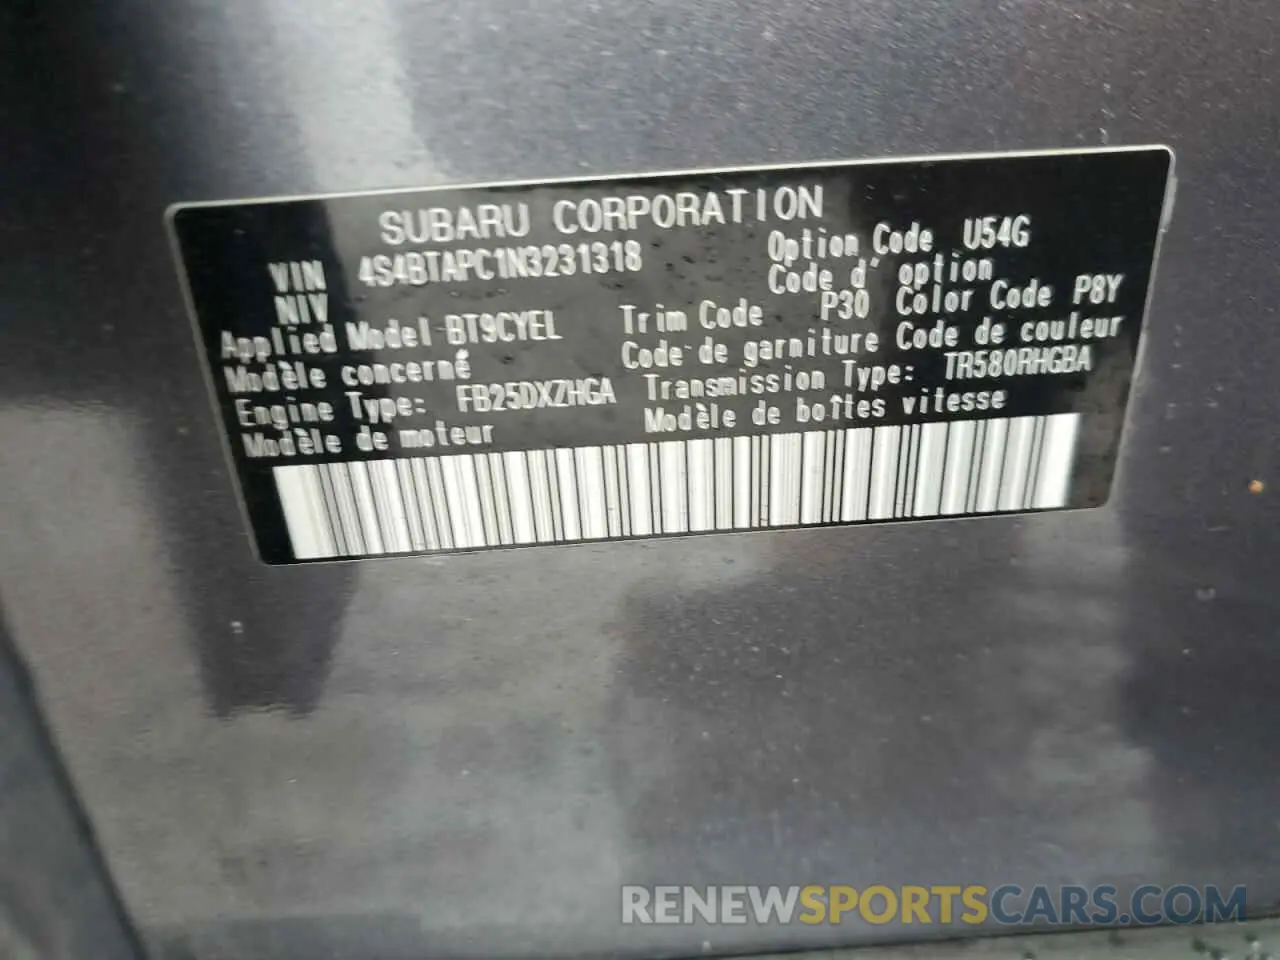 SUBARU CORPORATION
VIN 4S4BTAPC1N3231318 Option Code U54G
NIV Code d'option
Applied Model BT9CYEL Trim Code P30 Color Code P8Y
Modèle concerné Code de garniture Code de couleur
Engine Type: FB25DXZHGA Transmission Type: TR580RHGBA
Modèle de moteur Modèle de boîtes vitesse
RENEWSPORTSCARS.COM